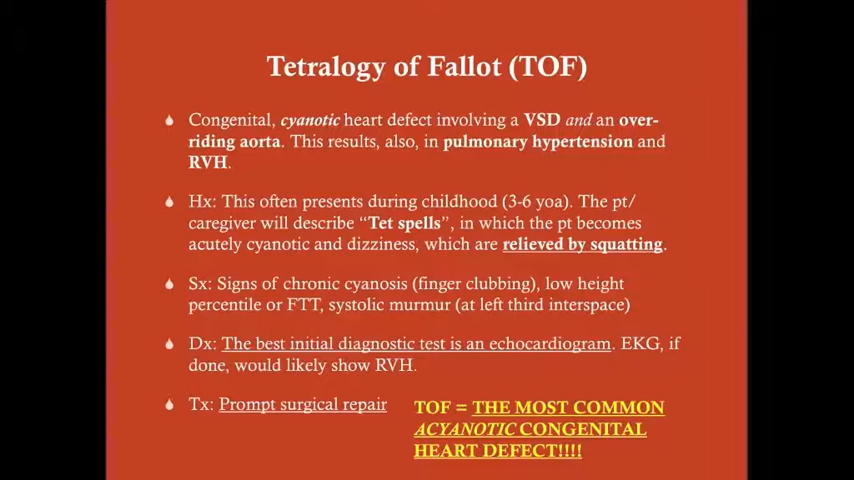 Tetralogy of Fallot (TOF)
Congenital, cyanotic heart defect involving a VSD and an over-
riding aorta. This results, also, in pulmonary hypertension and
RVH.
Hx: This often presents during childhood (3-6 yoa). The pt/
caregiver will describe “Tet spells”, in which the pt becomes
acutely cyanotic and dizziness, which are relieved by squatting.
Sx: Signs of chronic cyanosis (finger clubbing), low height
percentile or FTT, systolic murmur (at left third interspace)
Dx: The best initial diagnostic test is an echocardiogram. EKG, if
done, would likely show RVH.
Tx: Prompt surgical repair
TOF = THE MOST COMMON
ACYANOTIC CONGENITAL
HEART DEFECT!!!!